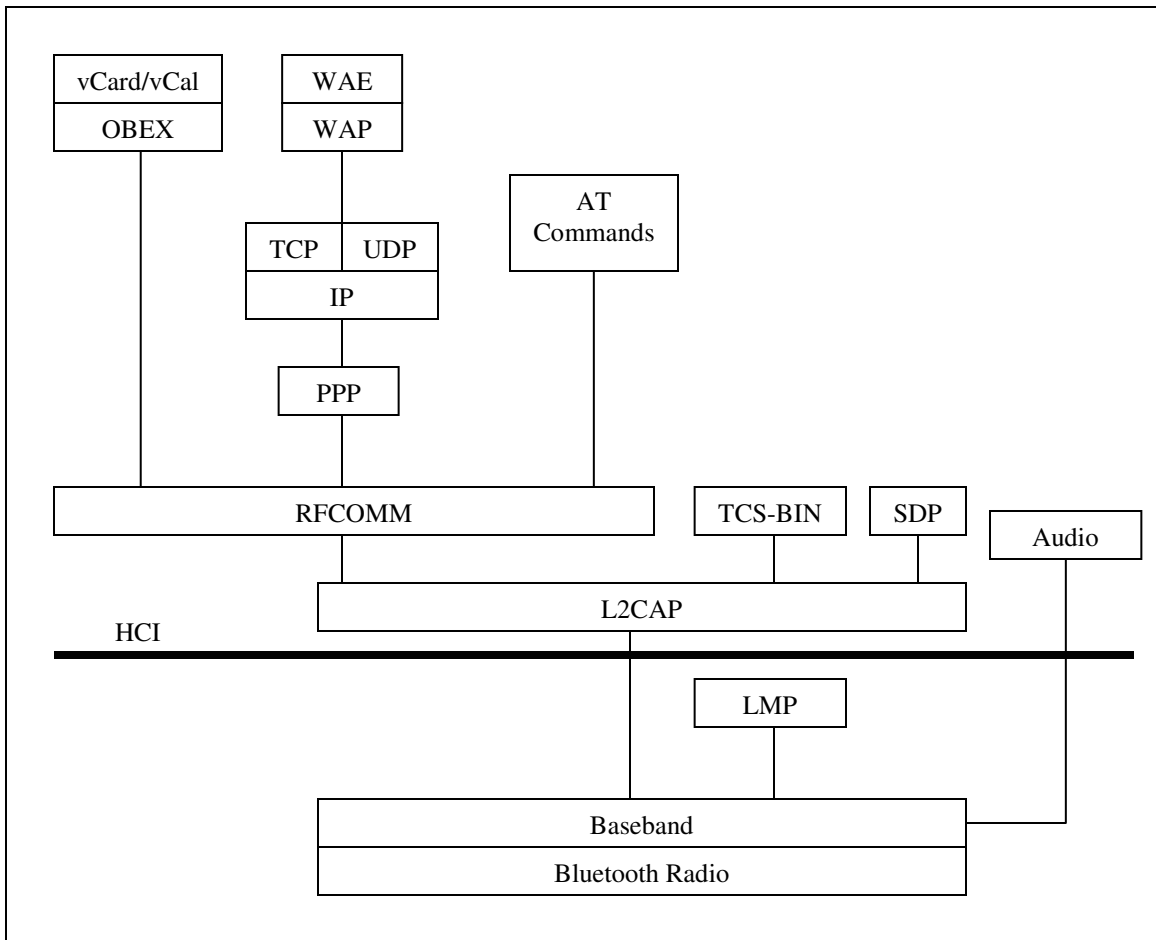 vCard/vCal
OBEX
WAE
WAP
AT
Commands
TCP
UDP
IP
PPP
RFCOMM
TCS-BIN
SDP
Audio
L2CAP
HCI
LMP
Baseband
Bluetooth Radio